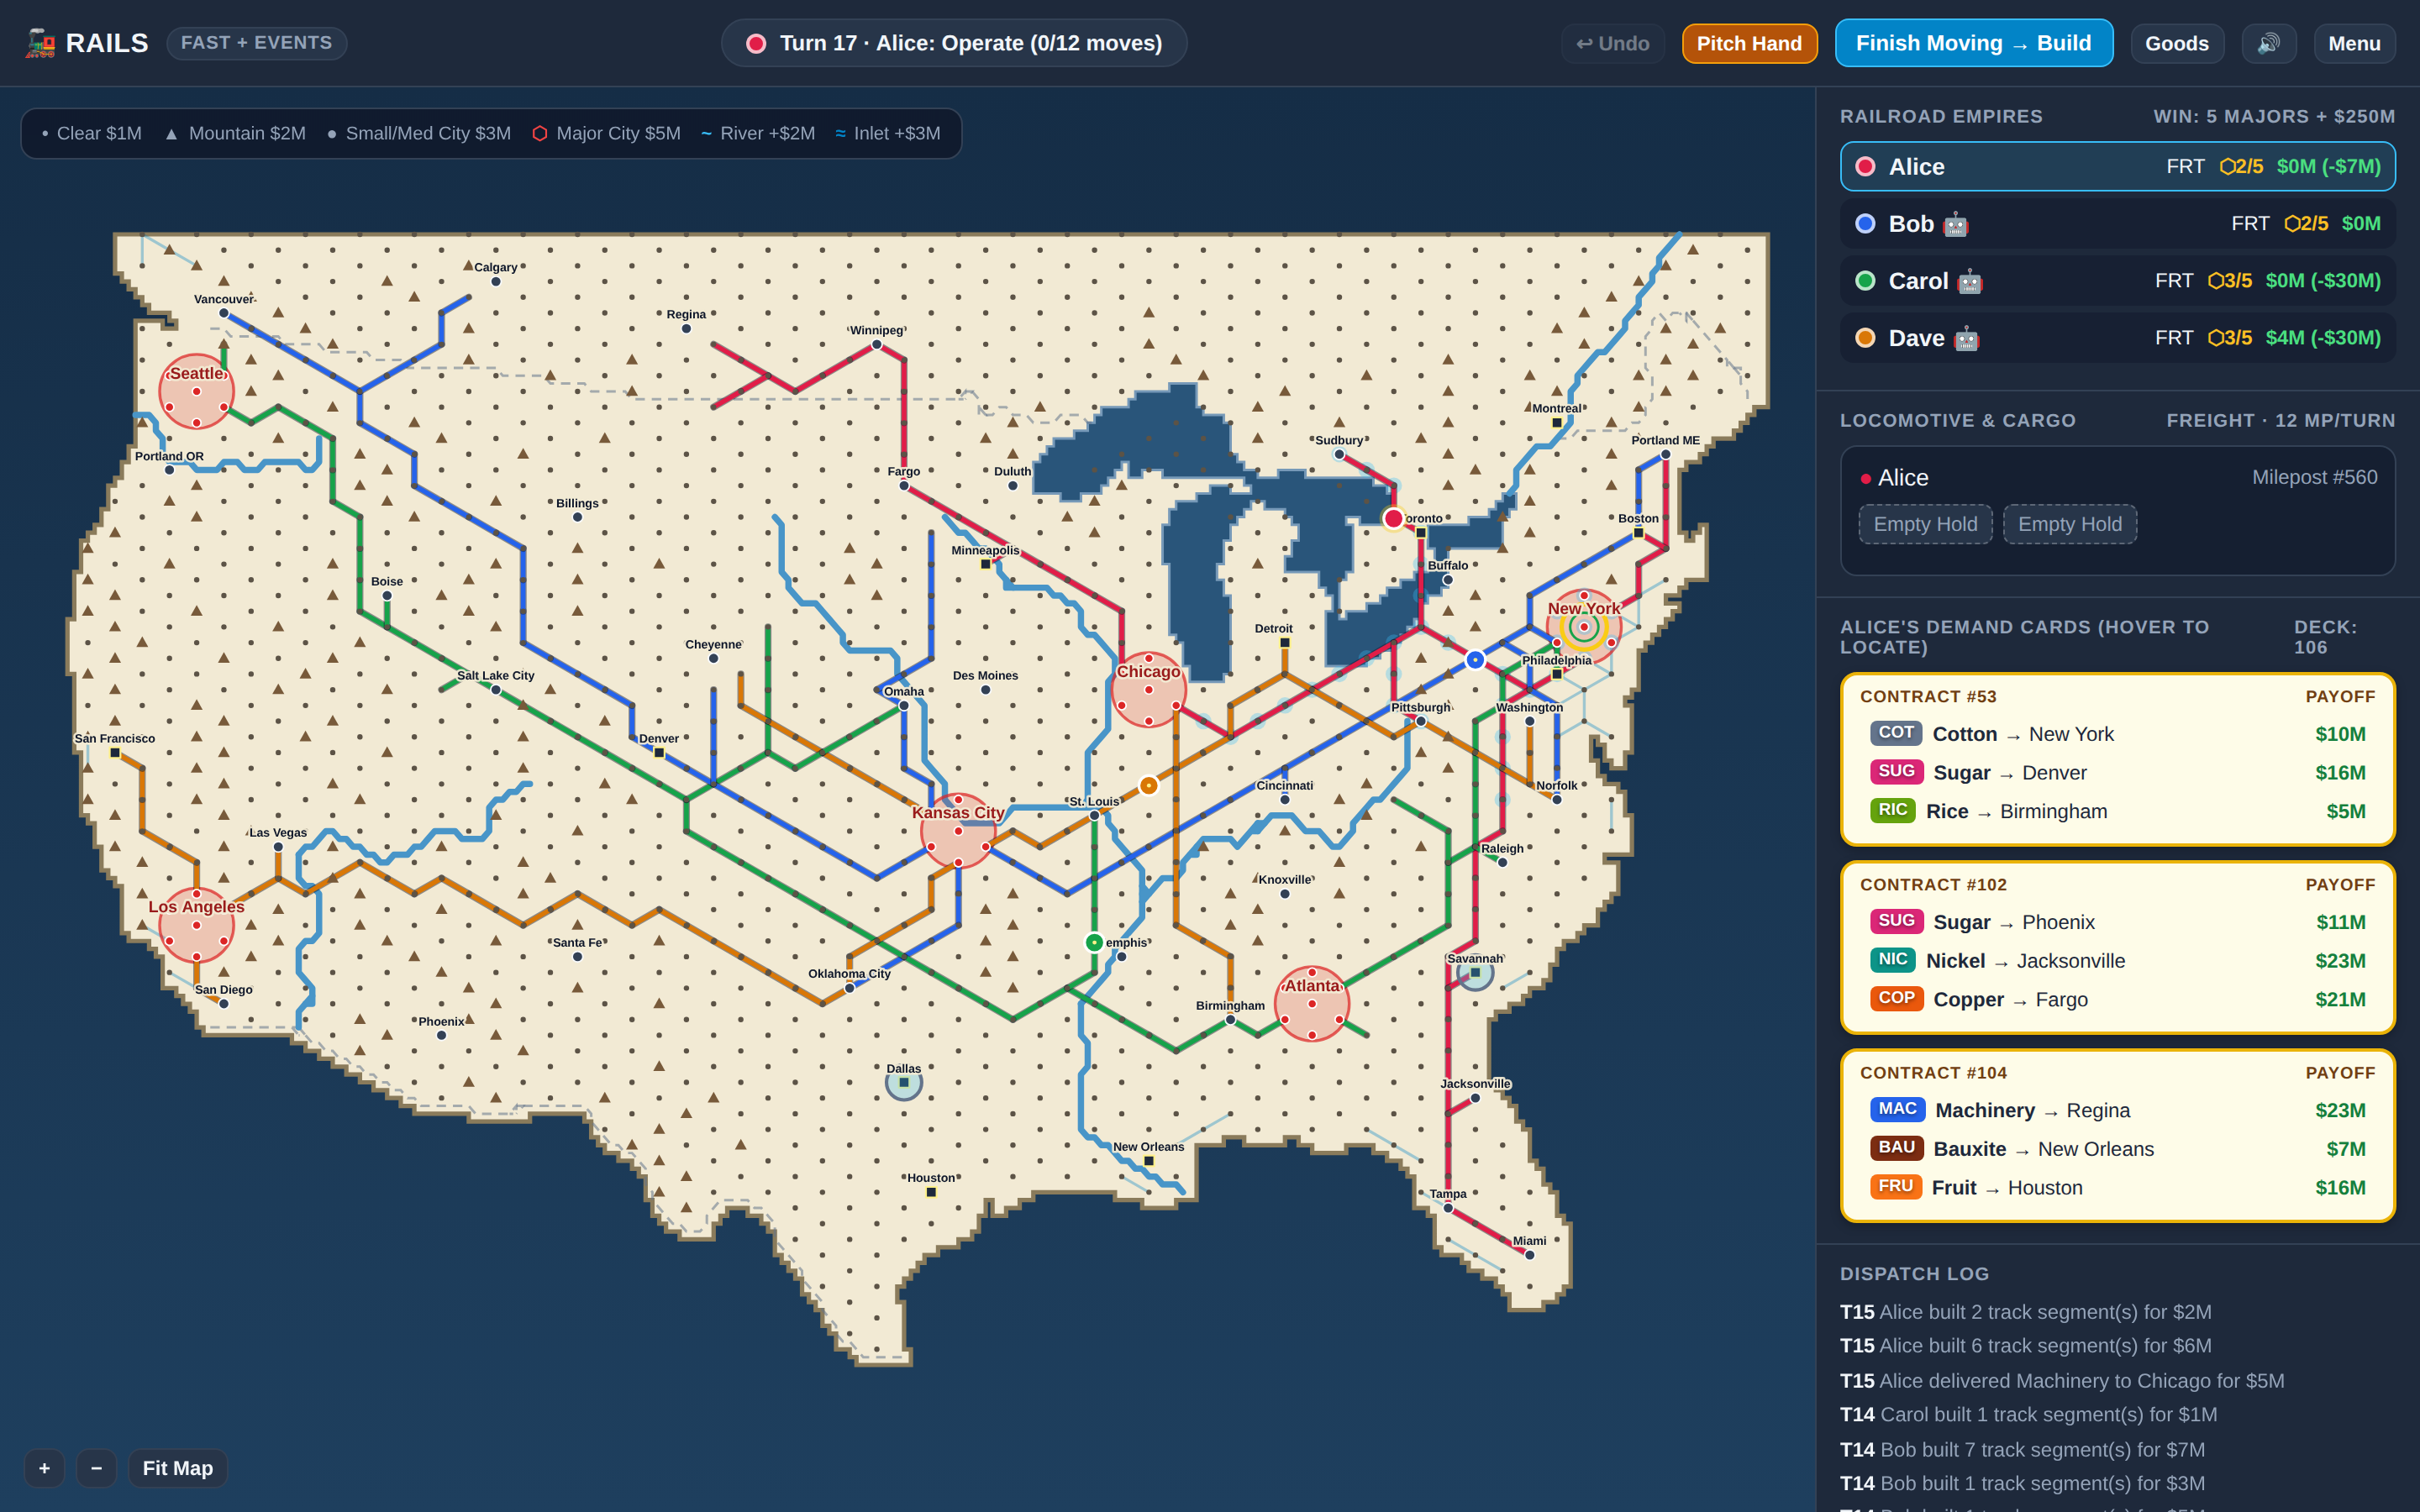 RAILS
FAST + EVENTS
Turn 17 · Alice: Operate (0/12 moves)
↩ Undo
Pitch Hand
Finish Moving → Build
Goods
Menu
• Clear $1M ▲ Mountain $2M ● Small/Med City $3M ⬡ Major City $5M ~ River +$2M ≈ Inlet +$3M
Calgary
Vancouver
Regina
Winnipeg
Seattle
Montreal
Portland OR
Fargo
Duluth
Sudbury
Portland ME
Billings
Minneapolis
oronto
Boston
Boise
Buffalo
New York
Cheyenne
Detroit
Philadelphia
Salt Lake City
Omaha
Des Moines
Chicago
Pittsburgh
Washington
San Francisco
Denver
Kansas City
St. Louis
Cincinnati
Norfolk
Las Vegas
Raleigh
Knoxville
Los Angeles
Santa Fe
emphis
Oklahoma City
Savannah
San Diego
Phoenix
Birmingham
Atlanta
Dallas
Jacksonville
New Orleans
Houston
Tampa
Miami
+
−
Fit Map
RAILROAD EMPIRES
WIN: 5 MAJORS + $250M
Alice FRT ⬡2/5 $0M (-$7M)
Bob FRT ⬡2/5 $0M
Carol FRT ⬡3/5 $0M (-$30M)
Dave FRT ⬡3/5 $4M (-$30M)
LOCOMOTIVE & CARGO
FREIGHT · 12 MP/TURN
● Alice
Milepost #560
Empty Hold
Empty Hold
ALICE'S DEMAND CARDS (HOVER TO
LOCATE)
DECK:
106
CONTRACT #53 PAYOFF
COT Cotton → New York $10M
SUG Sugar → Denver $16M
RIC Rice → Birmingham $5M
CONTRACT #102 PAYOFF
SUG Sugar → Phoenix $11M
NIC Nickel → Jacksonville $23M
COP Copper → Fargo $21M
CONTRACT #104 PAYOFF
MAC Machinery → Regina $23M
BAU Bauxite → New Orleans $7M
FRU Fruit → Houston $16M
DISPATCH LOG
T15 Alice built 2 track segment(s) for $2M
T15 Alice built 6 track segment(s) for $6M
T15 Alice delivered Machinery to Chicago for $5M
T14 Carol built 1 track segment(s) for $1M
T14 Bob built 7 track segment(s) for $7M
T14 Bob built 1 track segment(s) for $3M